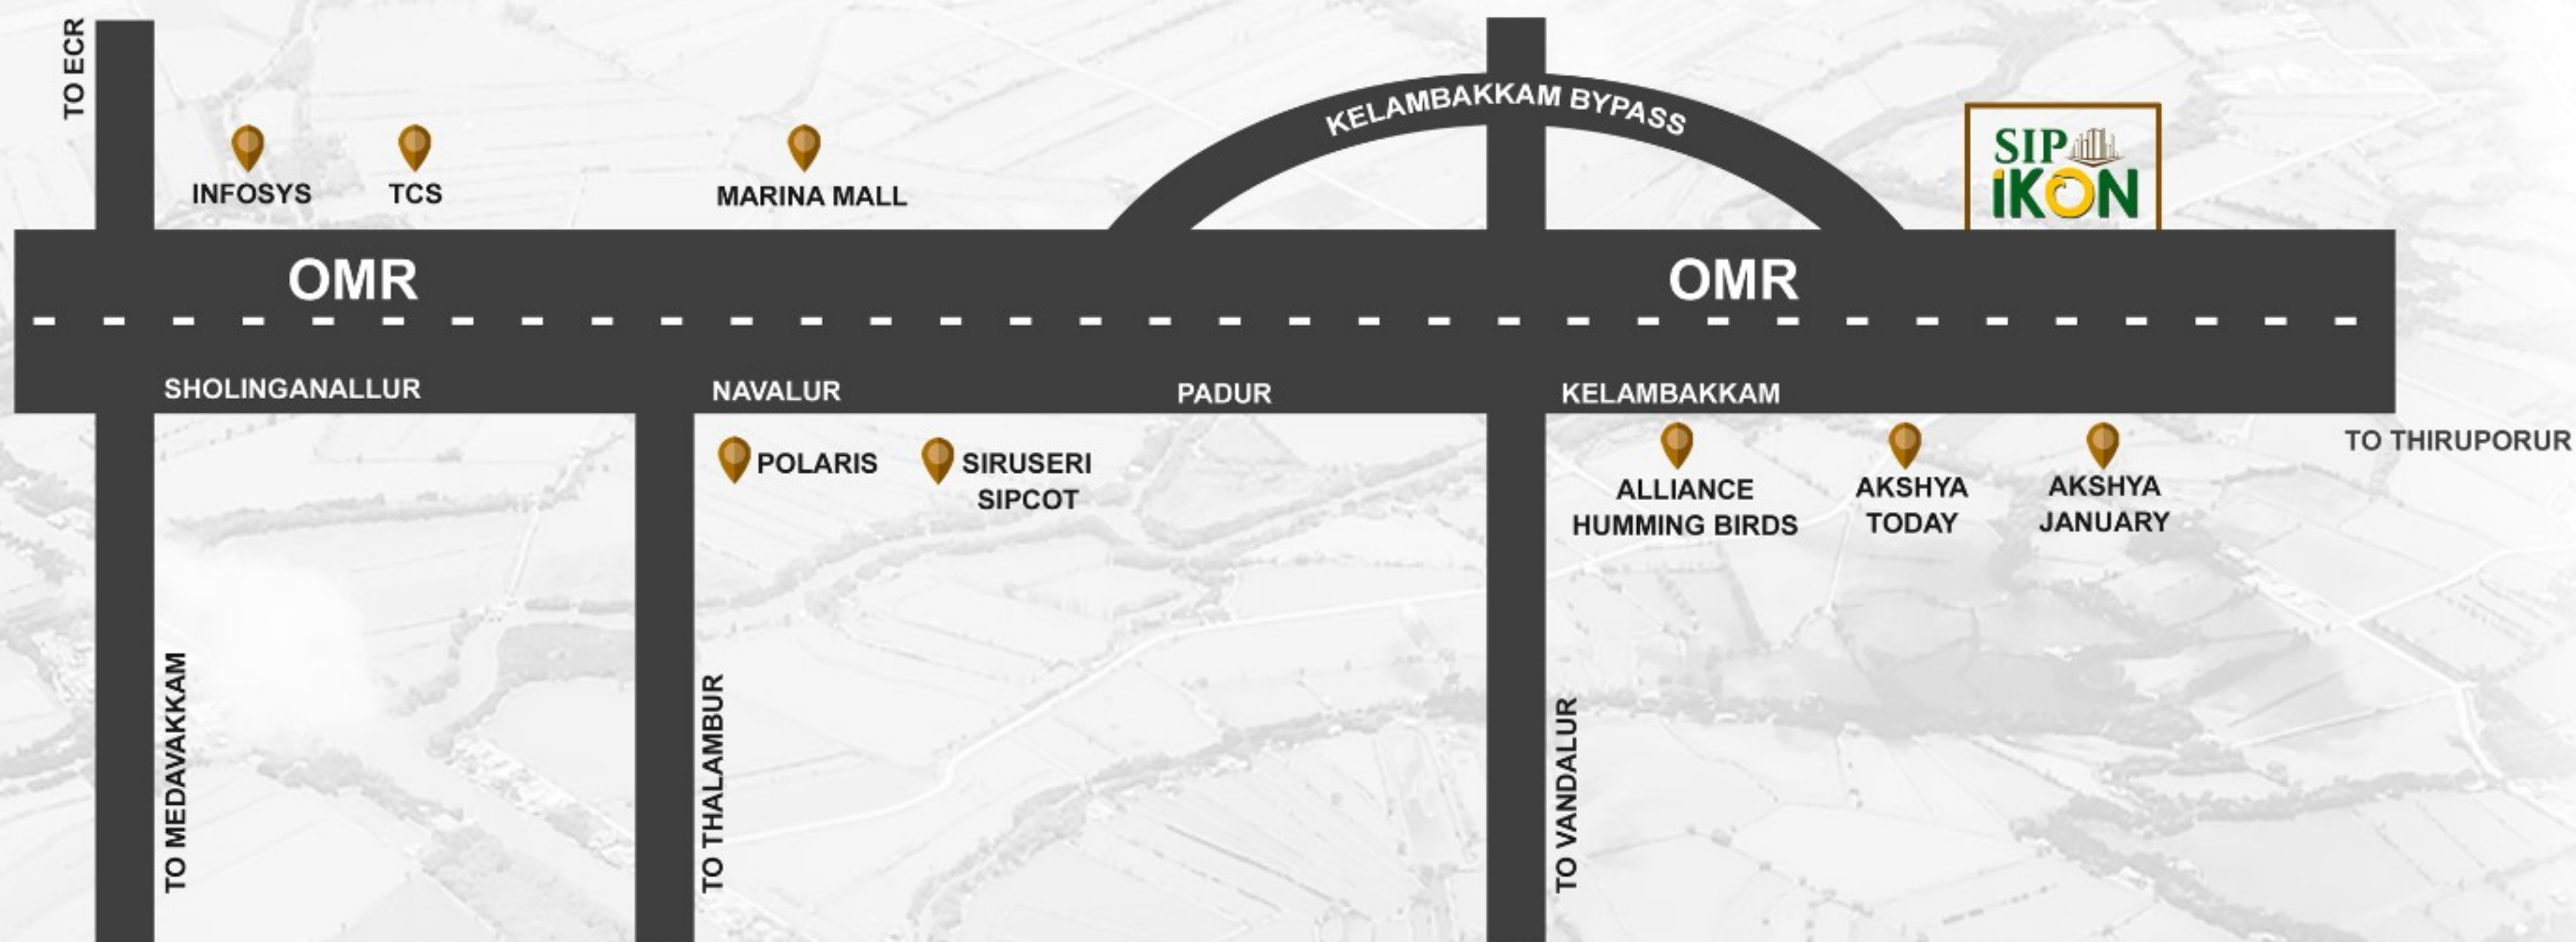 TO ECR
INFOSYS
TCS
MARINA MALL
KELAMBAKKAM BYPASS
SIP
iKON
OMR
OMR
SHOLINGANALLUR
NAVALUR
PADUR
KELAMBAKKAM
TO THIRUPORUR
POLARIS
SIRUSERI
SIPCOT
ALLIANCE
HUMMING BIRDS
AKSHYA
TODAY
AKSHYA
JANUARY
TO MEDAVAKKAM
TO THALAMBUR
TO VANDALUR